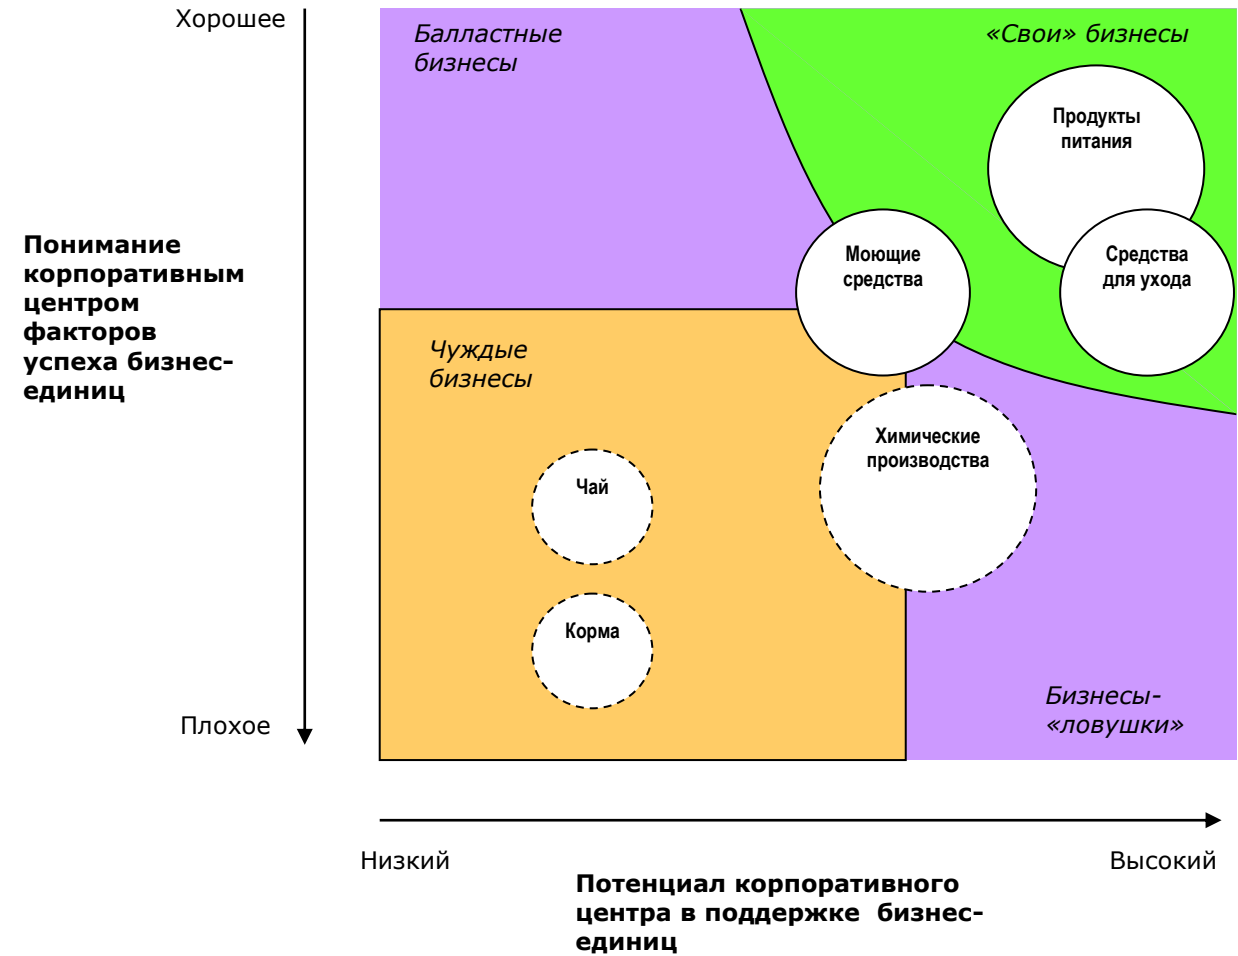 Хорошее
Балластные
бизнесы
«Свои» бизнесы
Продукты
питания
Понимание
корпоративным
центром
факторов
успеха бизнес-
единиц
Моющие
средства
Средства
для ухода
Чуждые
бизнесы
Химические
производства
Чай
Корма
Бизнесы-
«ловушки»
Плохое
Низкий
Высокий
Потенциал корпоративного
центра в поддержке  бизнес-
единиц